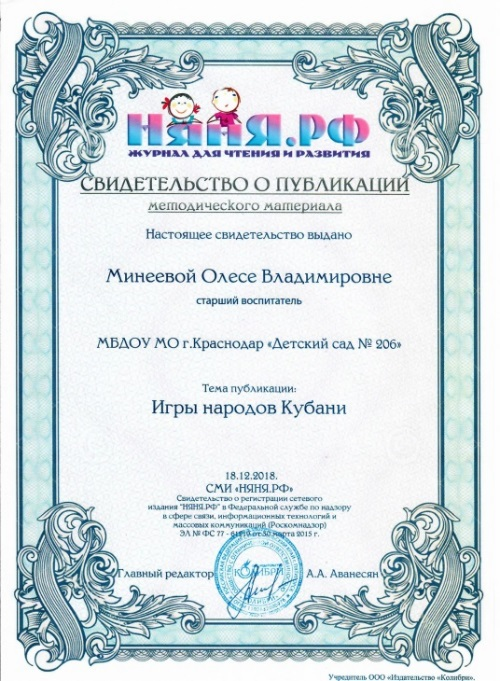 НЯНЯ.РФ
ЖУРНАЛ ДЛЯ ЧТЕНИЯ И РАЗВИТИЯ
СВИДЕТЕЛЬСТВО О ПУБЛИКАЦИИ
методического материала
Настоящее свидетельство выдано
Минеевой Олесе Владимировне
старший воспитатель
МБДОУ МО г.Краснодар «Детский сад № 206»
Тема публикации:
Игры народов Кубани
18.12.2018.
СМИ «НЯНЯ.РФ»
Свидетельство о регистрации сетевого
издания "НЯНЯ.РФ" в Федеральной службе по надзору
в сфере связи, информационных технологий и
массовых коммуникаций (Роскомнадзор)
ЭЛ № ФС 77 - от 30 марта 2015 г.
Главный редактор
КОЛИБРИ
А.А. Аванесян
Учредитель ООО «Издательство «Колибри».